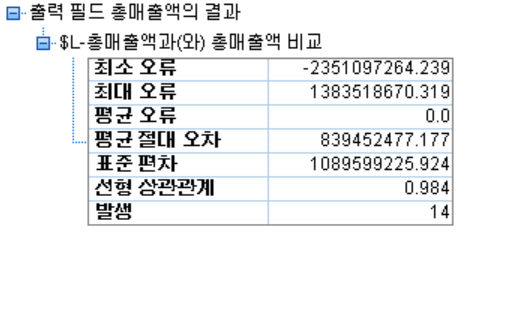 출력 필드 총매출액의 결과
$L-총매출액과(와) 총매출액 비교
최소 오류 -2351097264.239
최대 오류 1383518670.319
평균 오류 0.0
평균 절대 오차 839452477.177
표준 편차 1089599225.924
선형 상관관계 0.984
발생 14